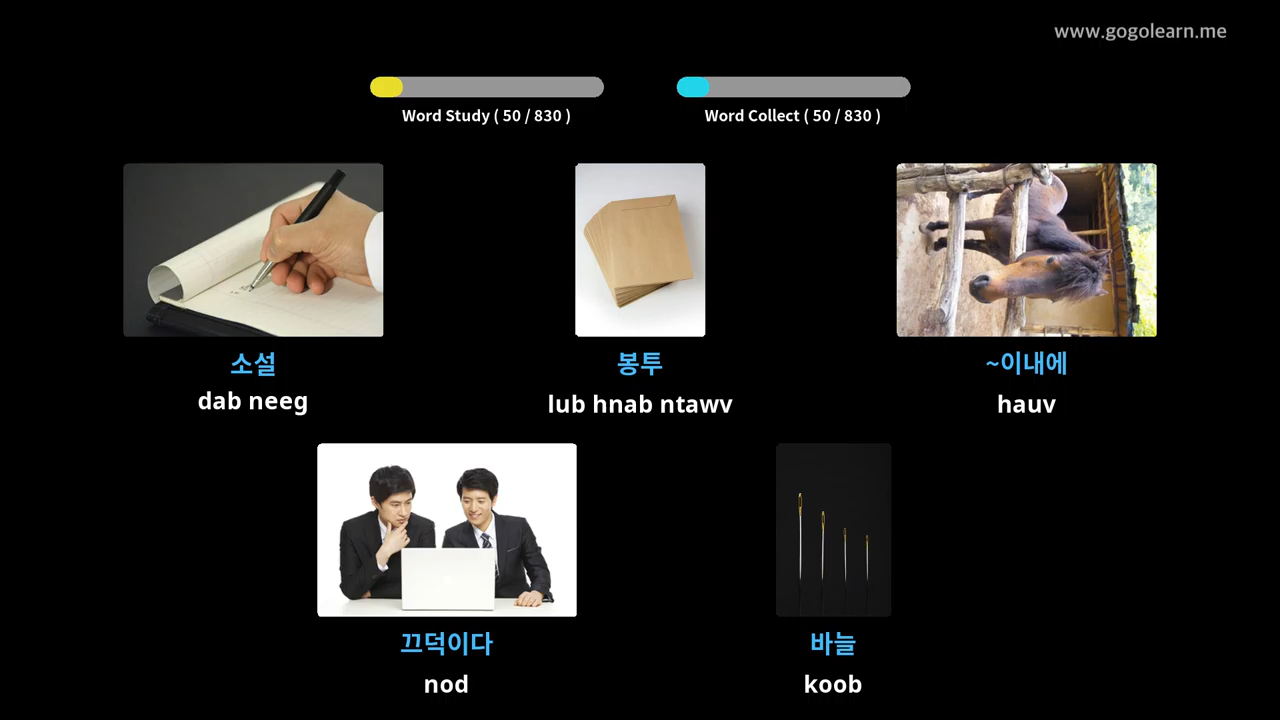 www.gogolearn.me
Word Study ( 50 / 830 )
Word Collect ( 50 / 830 )
소설
dab neeg
봉투
lub hnab ntawv
~이내에
hauv
끄덕이다
nod
바늘
koob